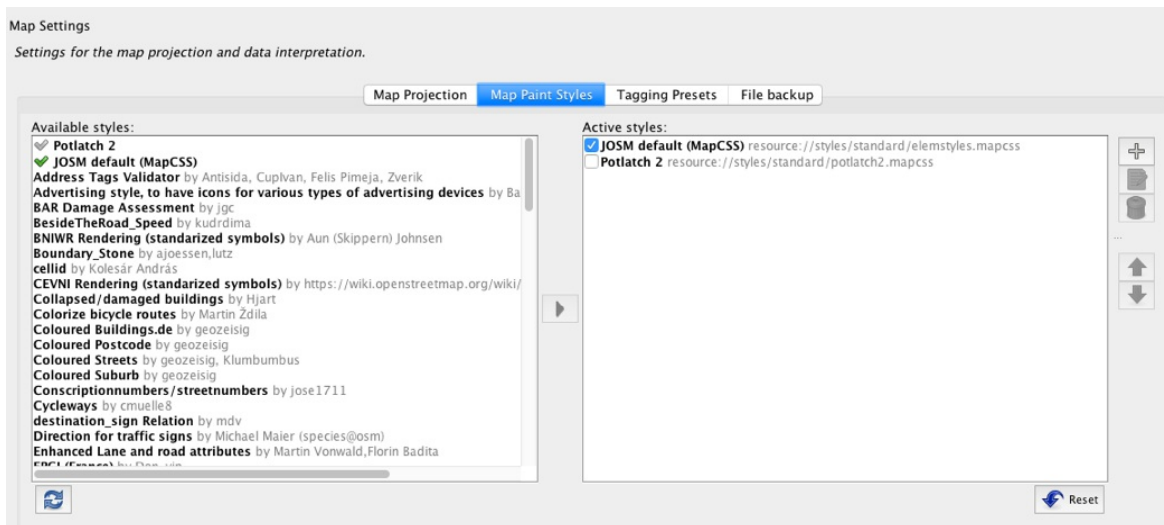 Map Settings
Settings for the map projection and data interpretation.
Map Projection Map Paint Styles Tagging Presets File backup
Available styles:
Potlatch 2
JOSM default (MapCSS)
Address Tags Validator by Antisida, CupIvan, Felis Pimeja, Zverik
Advertising style, to have icons for various types of advertising devices by Ba
BAR Damage Assessment by jgc
BesideTheRoad_Speed by kudrdima
BNIWR Rendering (standarized symbols) by Aun (Skippern) Johnsen
Boundary_Stone by ajoessen,lutz
cellid by Kolesár András
CEVNI Rendering (standarized symbols) by https://wiki.openstreetmap.org/wiki/
Collapsed/damaged buildings by Hjart
Colorize bicycle routes by Martin Ždila
Coloured Buildings.de by geozeisig
Coloured Postcode by geozeisig
Coloured Streets by geozeisig, Klumbumbus
Coloured Suburb by geozeisig
Conscriptionnumbers/streetnumbers by jose1711
Cycleways by cmuelle8
destination_sign Relation by mdv
Direction for traffic signs by Michael Maier (species@osm)
Enhanced Lane and road attributes by Martin Vonwald,Florin Badita
Active styles:
JOSM default (MapCSS) resource://styles/standard/elemstyles.mapcss
Potlatch 2 resource://styles/standard/potlatch2.mapcss
...
Reset